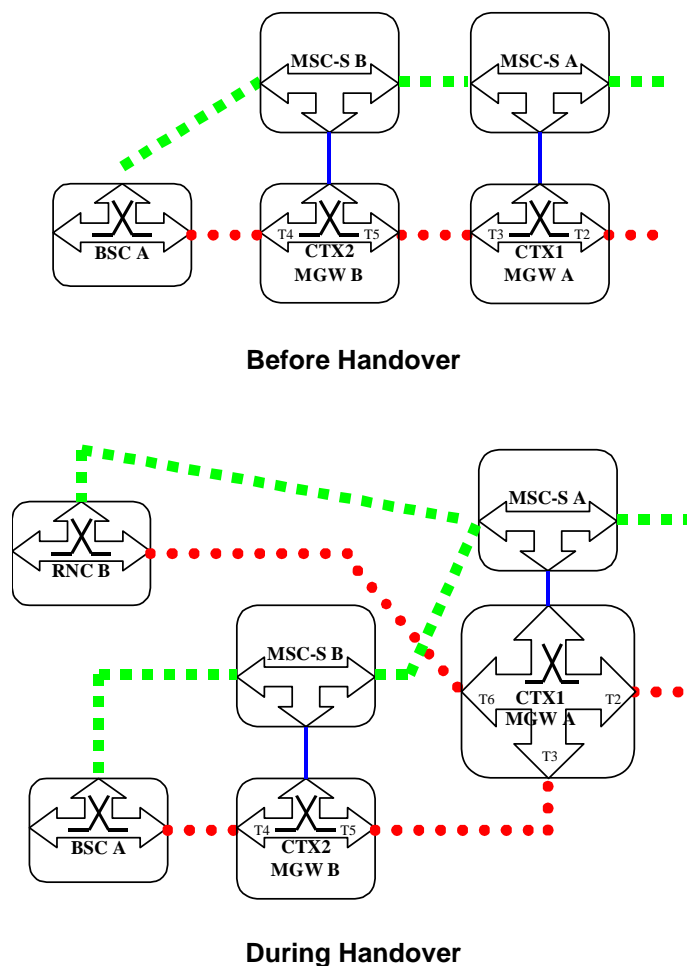 MSC-S B
MSC-S A
T4
T5
T3
T2
BSC A
CTX2
CTX1
MGW B
MGW A
Before Handover
MSC-S A
RNC B
MSC-S B
T6
CTX1
T2
MGW A
T3
T4
T5
BSC A
CTX2
MGW B
During Handover